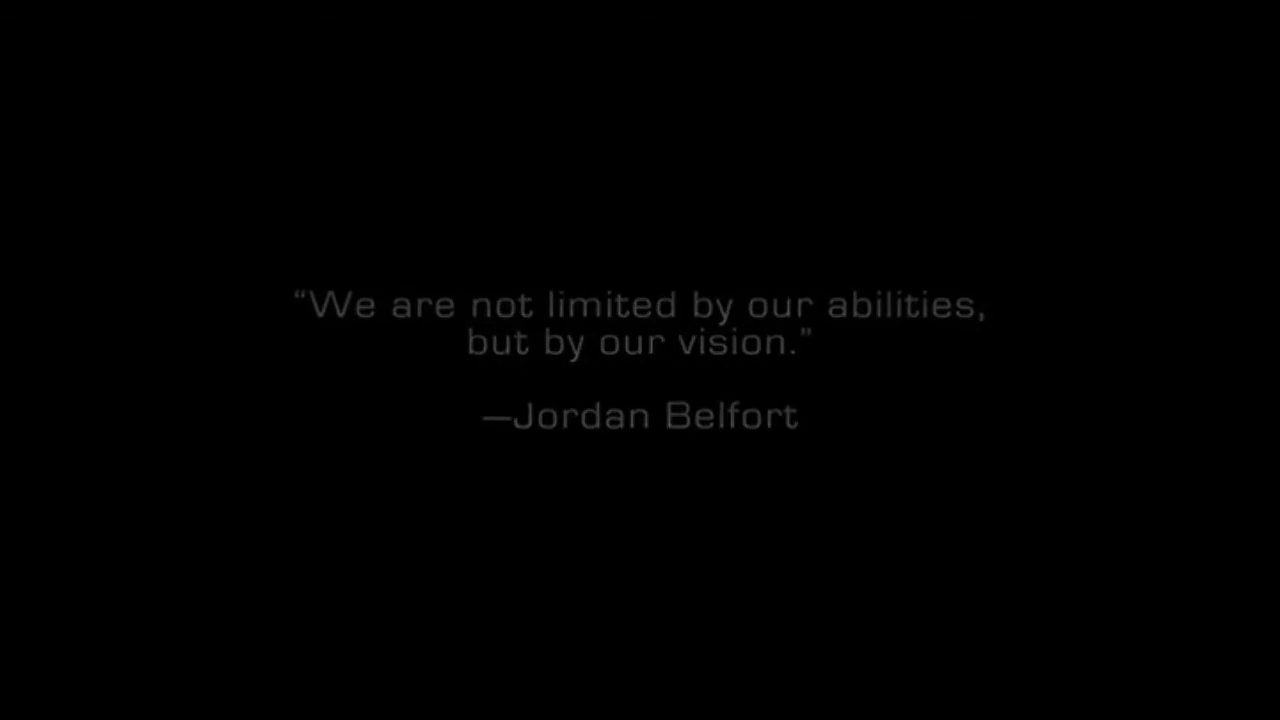 “We are not limited by our abilities,
but by our vision.”
—Jordan Belfort